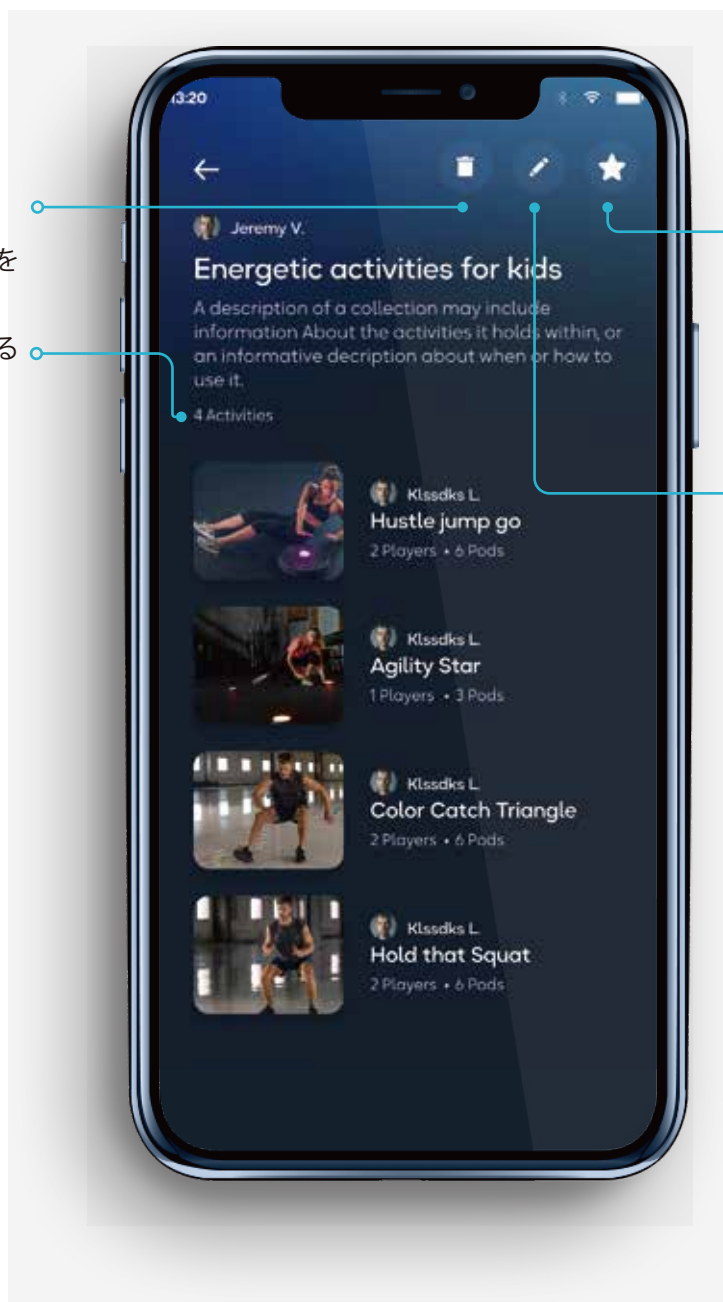 13:20
Jeremy V.
を
Energetic activities for kids
A description of a collection may include
information About the activities it holds within, or
る
an informative decription about when or how to
use it.
4 Activities
Klssdks L.
Hustle jump go
2 Players • 6 Pods
Klssdks L.
Agility Star
1 Players • 3 Pods
Klssdks L.
Color Catch Triangle
2 Players • 6 Pods
Klssdks L.
Hold that Squat
2 Players • 6 Pods